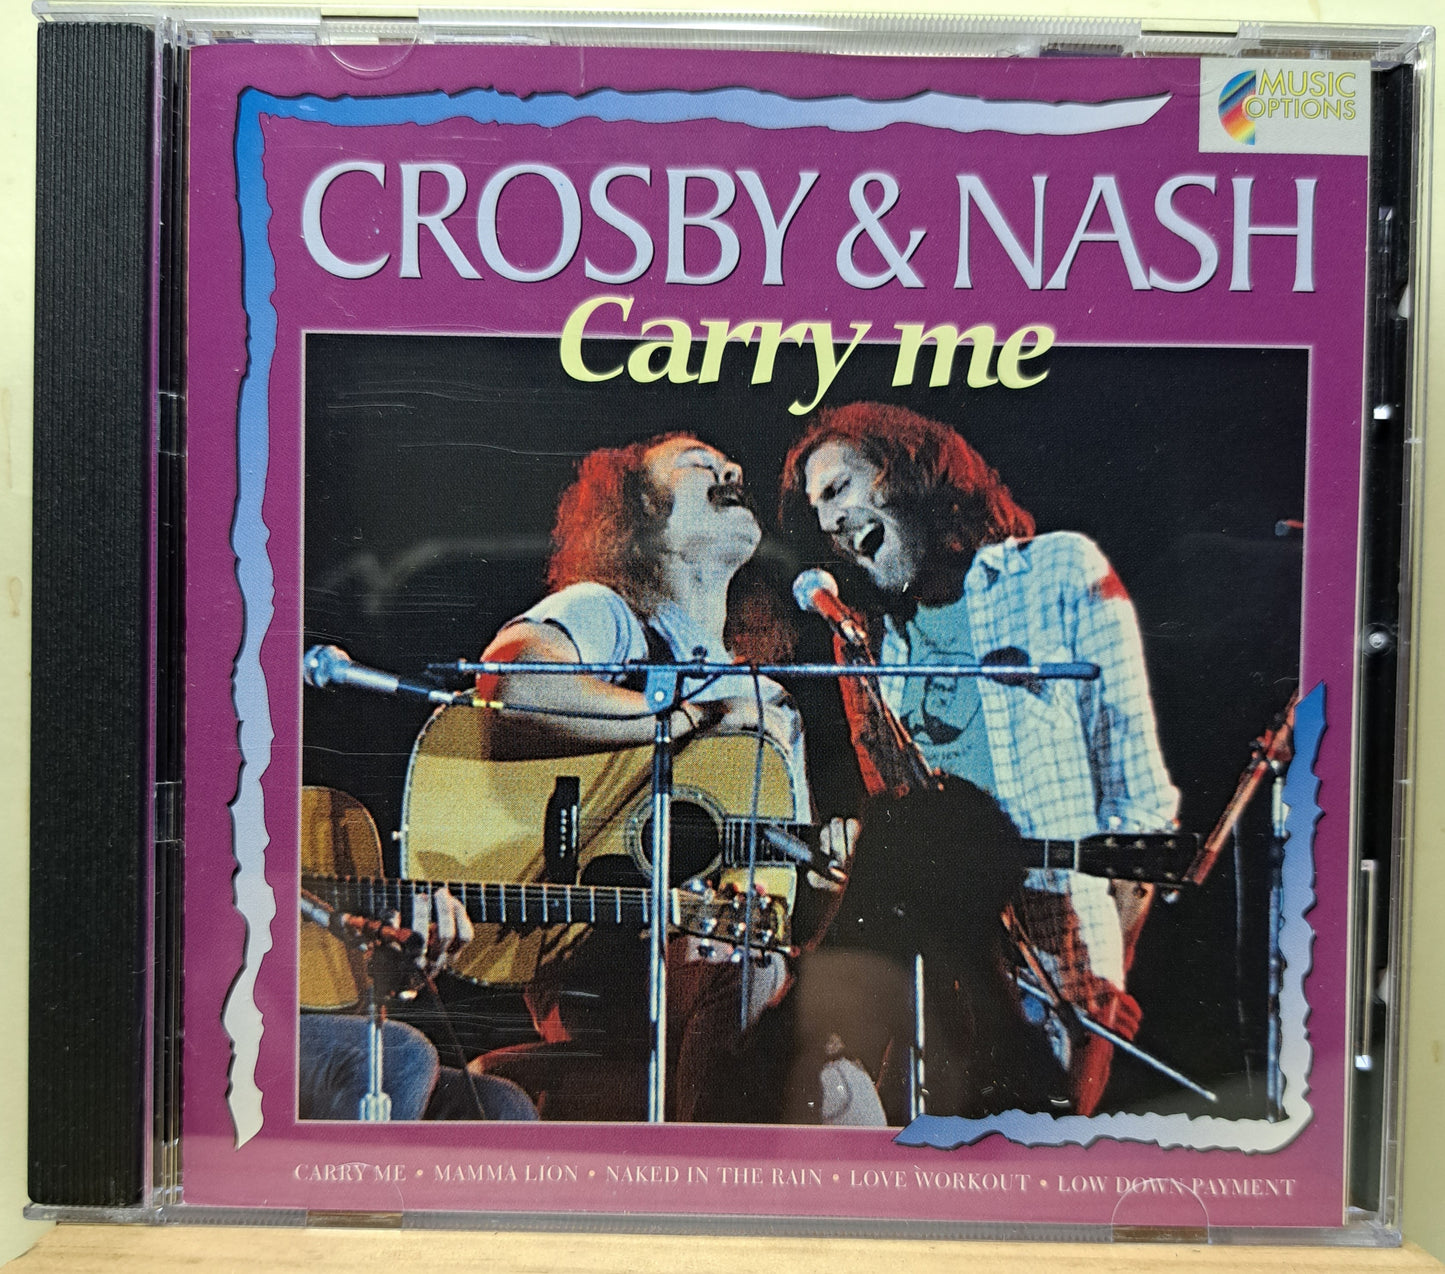 MUSIC
OPTIONS
CROSBY & NASH
Carry me
CARRY ME • MAMMA LION • NAKED IN THE RAIN • LOVE WORKOUT • LOW DOWN PAYMENT